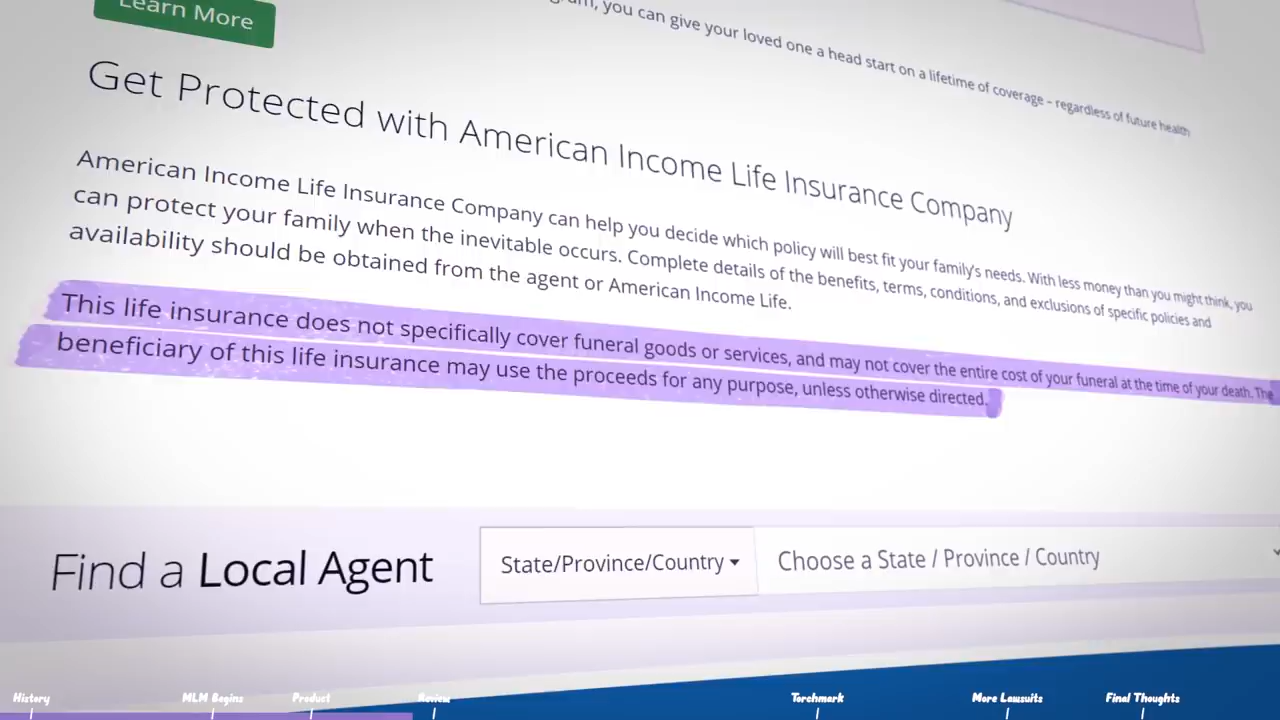 Learn More
you can give your loved one a head start on a lifetime of coverage – regardless of future health
Get Protected with American Income Life Insurance Company
American Income Life Insurance Company can help you decide which policy will best fit your family's needs. With less money than you might think, you
can protect your family when the inevitable occurs. Complete details of the benefits, terms, conditions, and exclusions of specific policies and
availability should be obtained from the agent or American Income Life.
This life insurance does not specifically cover funeral goods or services, and may not cover the entire cost of your funeral at the time of your death. The
beneficiary of this life insurance may use the proceeds for any purpose, unless otherwise directed.
Find a Local Agent
State/Province/Country
Choose a State / Province / Country
History
MLM Begins
Product
Review
Torchmark
More Lawsuits
Final Thoughts